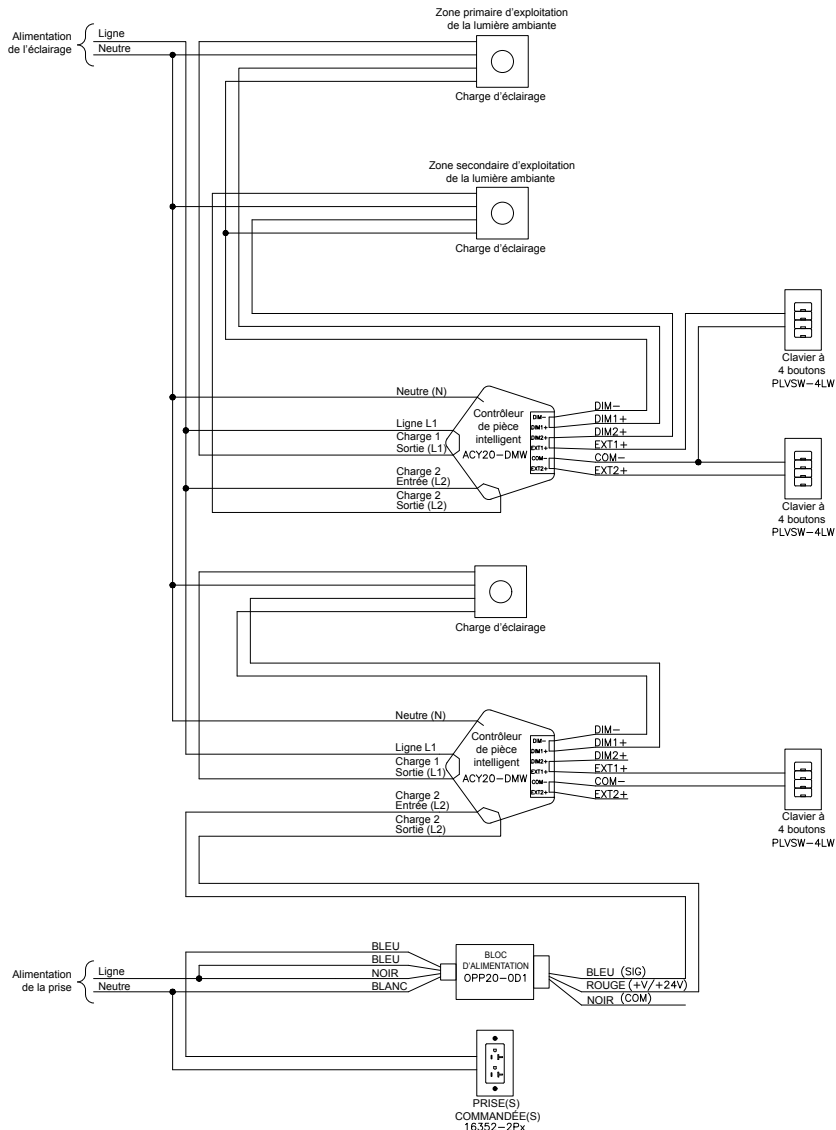 Zone primaire d'exploitation
de la lumière ambiante
Alimentation
de l'éclairage
Ligne
Neutre
Charge d'éclairage
Zone secondaire d'exploitation
de la lumière ambiante
Charge d'éclairage
Clavier à
4 boutons
PLVSW-4LW
Neutre (N)
Ligne L1
Charge 1
Sortie (L1)
Charge 2
Entrée (L2)
Charge 2
Sortie (L2)
Contrôleur
de pièce
intelligent
ACY20-DMW
DIM-
DIM1+
DIM2+
EXT1+
COM-
EXT2+
DIM-
DIM1+
DIM2+
EXT1+
COM-
EXT2+
Clavier à
4 boutons
PLVSW-4LW
Charge d'éclairage
Neutre (N)
Ligne L1
Charge 1
Sortie (L1)
Charge 2
Entrée (L2)
Charge 2
Sortie (L2)
Contrôleur
de pièce
intelligent
ACY20-DMW
DIM-
DIM1+
DIM2+
EXT1+
COM-
EXT2+
DIM-
DIM1+
DIM2+
EXT1+
COM-
EXT2+
Clavier à
4 boutons
PLVSW-4LW
Alimentation
de la prise
Ligne
Neutre
BLEU
BLEU
NOIR
BLANC
BLOC
D'ALIMENTATION
OPP20-0D1
BLEU (SIG)
ROUGE (+V/+24V)
NOIR (COM)
PRISE(S)
COMMANDÉE(S)
16352-2Px